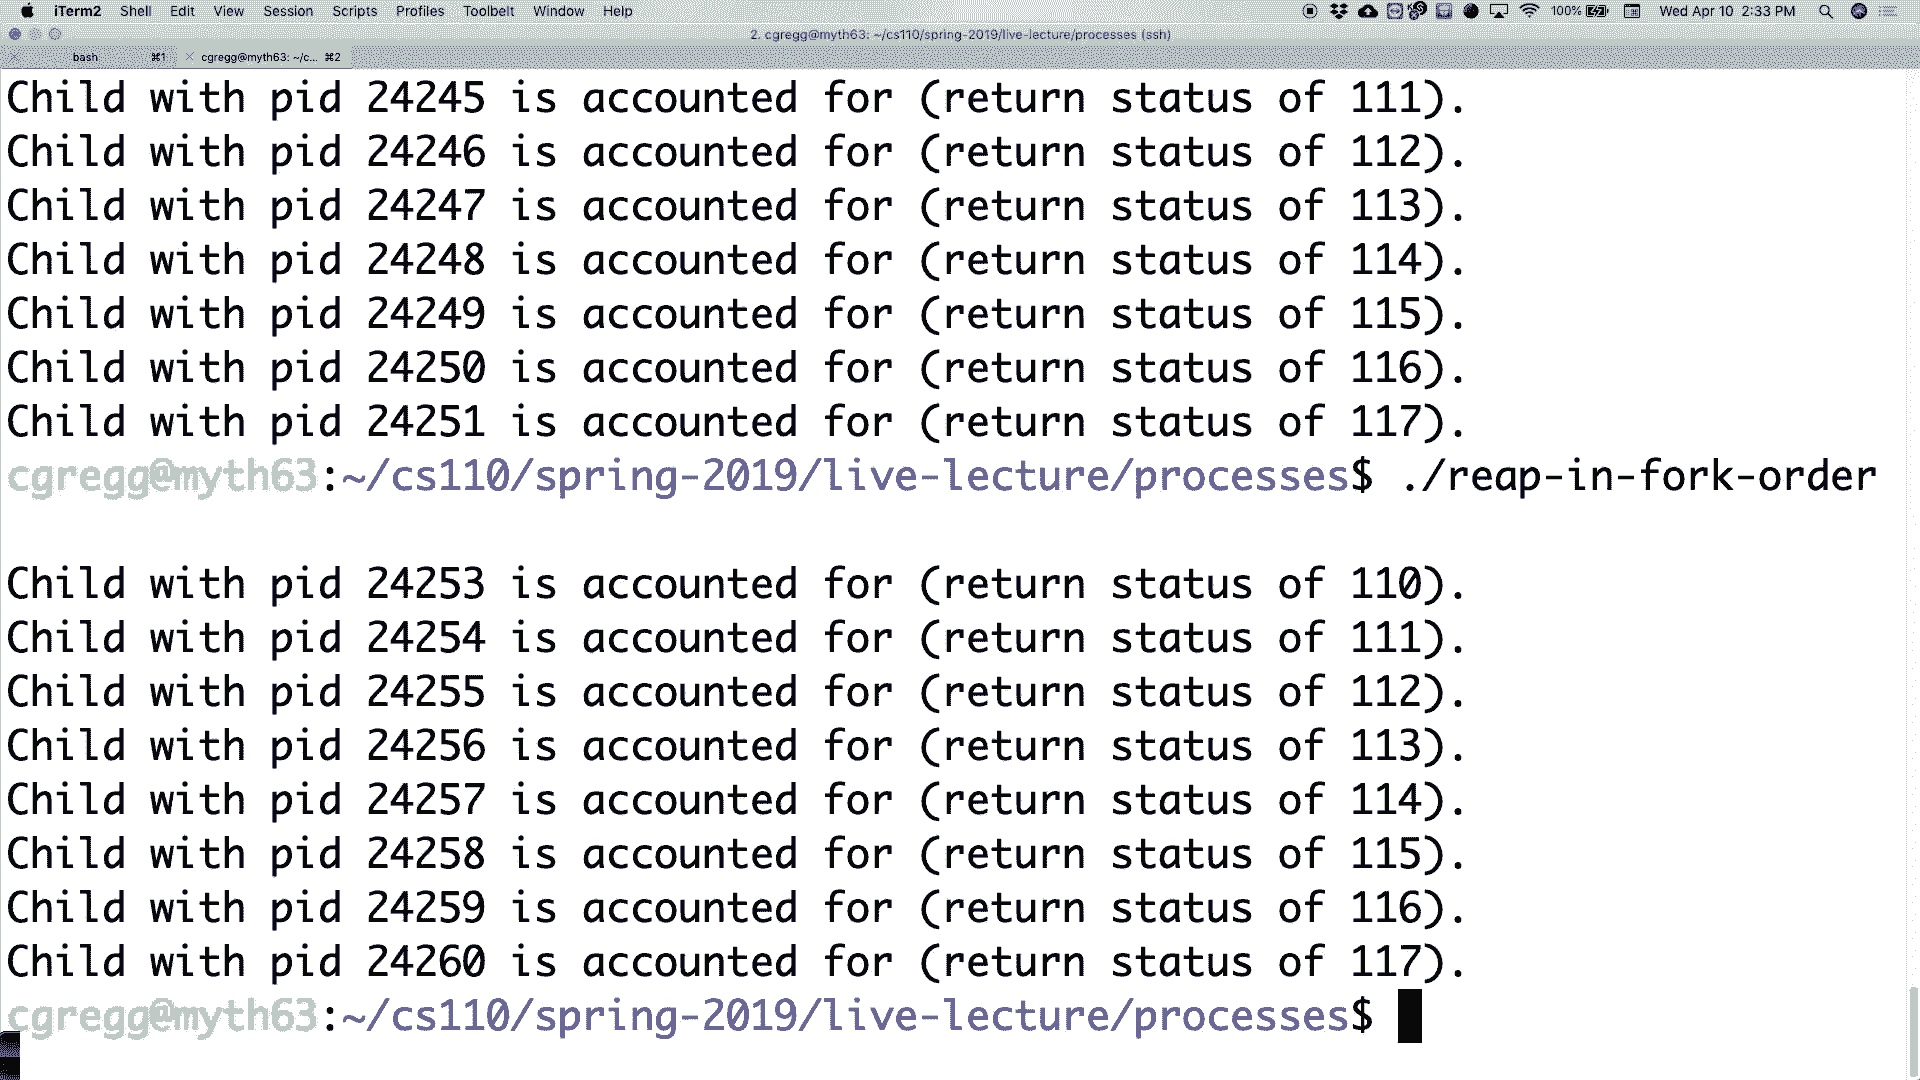 iTerm2 Shell Edit View Session Scripts Profiles Toolbelt Window Help 100% Wed Apr 10 2:33 PM
2. cgregg@myth63: ~/cs110/spring-2019/live-lecture/processes (ssh)
bash ⌘1 cgregg@myth63: ~/c... ⌘2
Child with pid 24245 is accounted for (return status of 111).
Child with pid 24246 is accounted for (return status of 112).
Child with pid 24247 is accounted for (return status of 113).
Child with pid 24248 is accounted for (return status of 114).
Child with pid 24249 is accounted for (return status of 115).
Child with pid 24250 is accounted for (return status of 116).
Child with pid 24251 is accounted for (return status of 117).
cgregg@myth63:~/cs110/spring-2019/live-lecture/processes$ ./reap-in-fork-order
Child with pid 24253 is accounted for (return status of 110).
Child with pid 24254 is accounted for (return status of 111).
Child with pid 24255 is accounted for (return status of 112).
Child with pid 24256 is accounted for (return status of 113).
Child with pid 24257 is accounted for (return status of 114).
Child with pid 24258 is accounted for (return status of 115).
Child with pid 24259 is accounted for (return status of 116).
Child with pid 24260 is accounted for (return status of 117).
cgregg@myth63:~/cs110/spring-2019/live-lecture/processes$